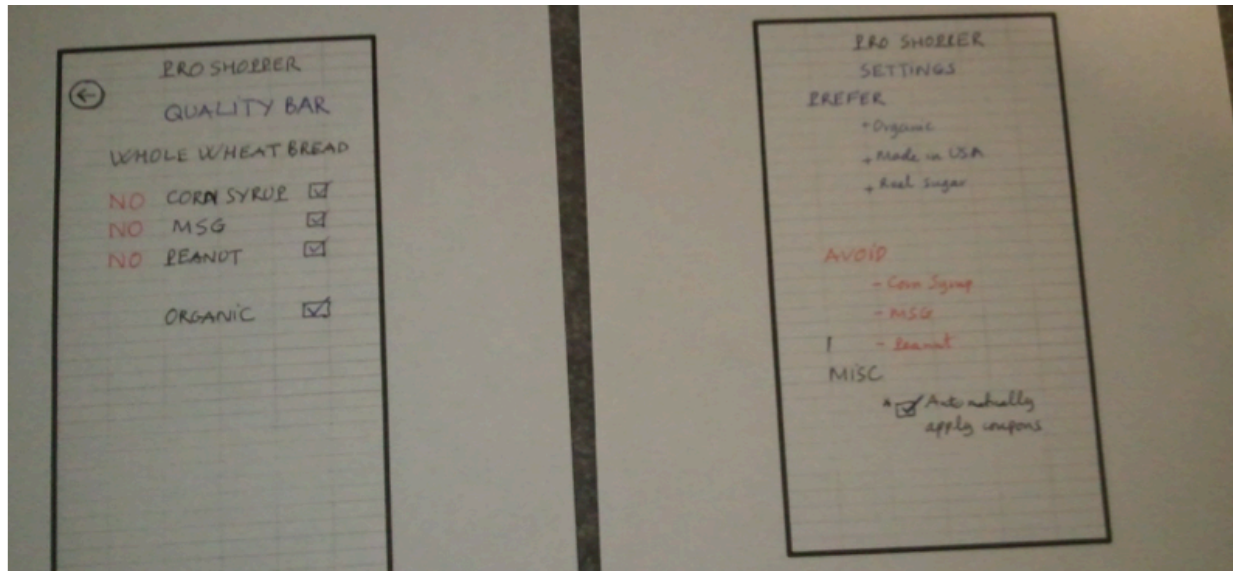 PRO SHOPPER
QUALITY BAR
WHOLE WHEAT BREAD
NO CORN SYRUP
NO MSG
NO PEANUT
ORGANIC
PRO SHOPPER
SETTINGS
PREFER
+ Organic
+ Made in USA
+ Real Sugar
AVOID
- Corn Syrup
- MSG
- Peanut
MISC
* Automatically
apply coupons